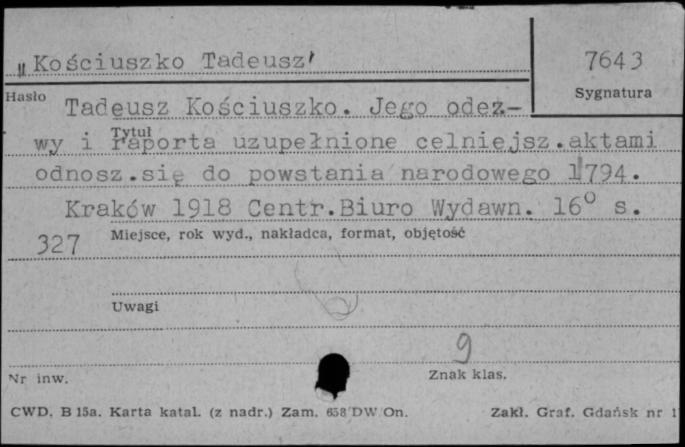 „Kościuszko Tadeusz"
7643
Hasło
Sygnatura
Tadeusz Kościuszko. Jego odez-
Tytuł
wy i raporta uzupełnione celniejsz.aktami
odnosz.się do powstania narodowego 1794.
Kraków 1918 Centr.Biuro Wydawn. 16° s.
327
Miejsce, rok wyd., nakładca, format, objętość
Uwagi
9
Nr inw.
Znak klas.
CWD. B 15a. Karta katal. (z nadr.) Zam. 658 DW On.
Zakł. Graf. Gdańsk nr 1